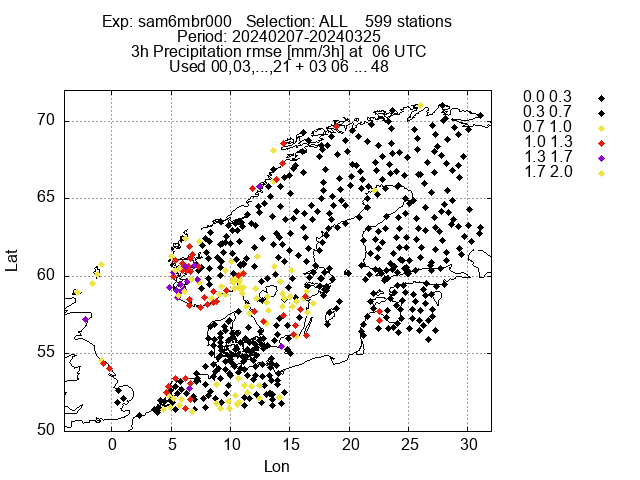 Exp: sam6mbr000   Selection: ALL    599 stations
Period: 20240207-20240325
3h Precipitation rmse [mm/3h] at  06 UTC
Used 00,03,...,21 + 03 06 ... 48
0.0 0.3
0.3 0.7
0.7 1.0
1.0 1.3
1.3 1.7
1.7 2.0
Lat
70
65
60
55
50
0 5 10 15 20 25 30
Lon